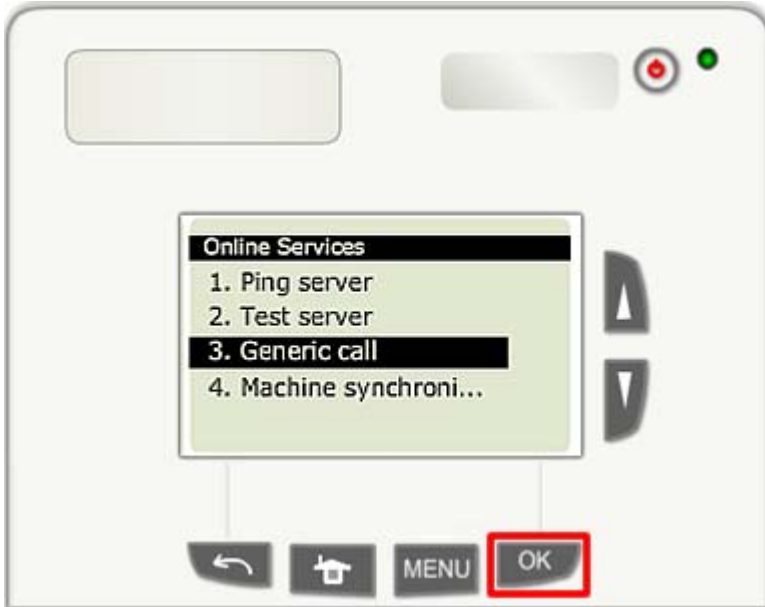 Online Services
1. Ping server
2. Test server
3. Generic call
4. Machine synchroni...
MENU
OK